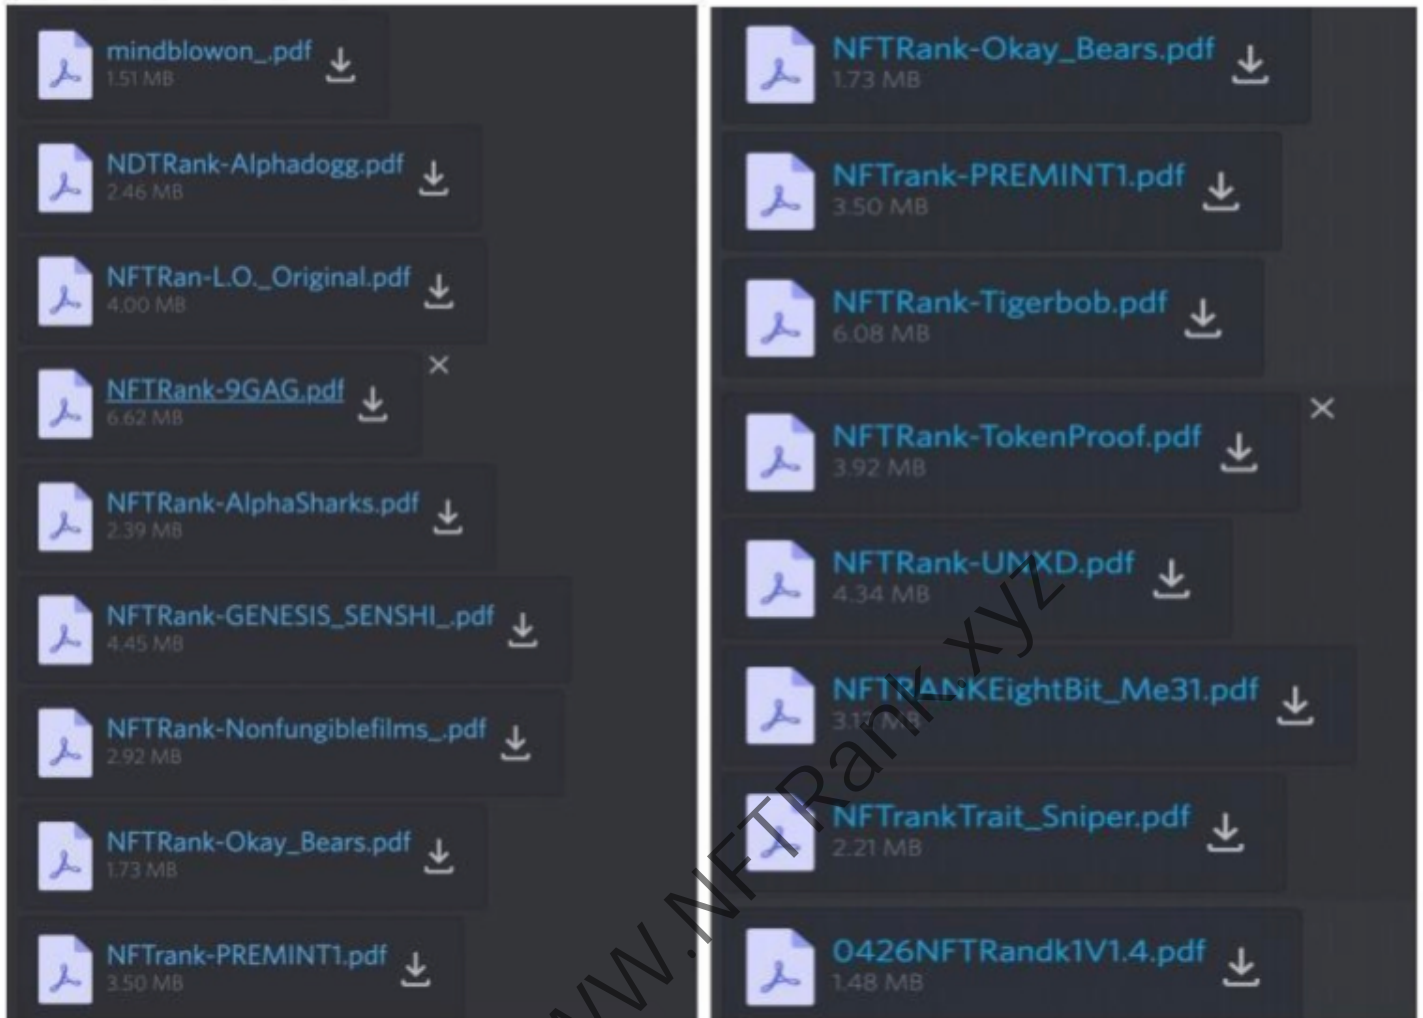 mindblowon_.pdf
1.51 MB
NDTRank-Alphadogg.pdf
2.46 MB
NFTRan-L.O._Original.pdf
4.00 MB
NFTRank-9GAG.pdf
6.62 MB
NFTRank-AlphaSharks.pdf
2.39 MB
NFTRank-GENESIS_SENSHI_.pdf
4.45 MB
NFTRank-Nonfungiblefilms_.pdf
2.92 MB
NFTRank-Okay_Bears.pdf
1.73 MB
NFTrank-PREMINT1.pdf
3.50 MB
NFTRank-Okay_Bears.pdf
1.73 MB
NFTrank-PREMINT1.pdf
3.50 MB
NFTRank-Tigerbob.pdf
6.08 MB
NFTRank-TokenProof.pdf
3.92 MB
NFTRank-UNXD.pdf
4.34 MB
NFTRANKEightBit_Me31.pdf
MB
NFTrankTrait_Sniper.pdf
2.21 MB
0426NFTRandk1V1.4.pdf
1.48 MB